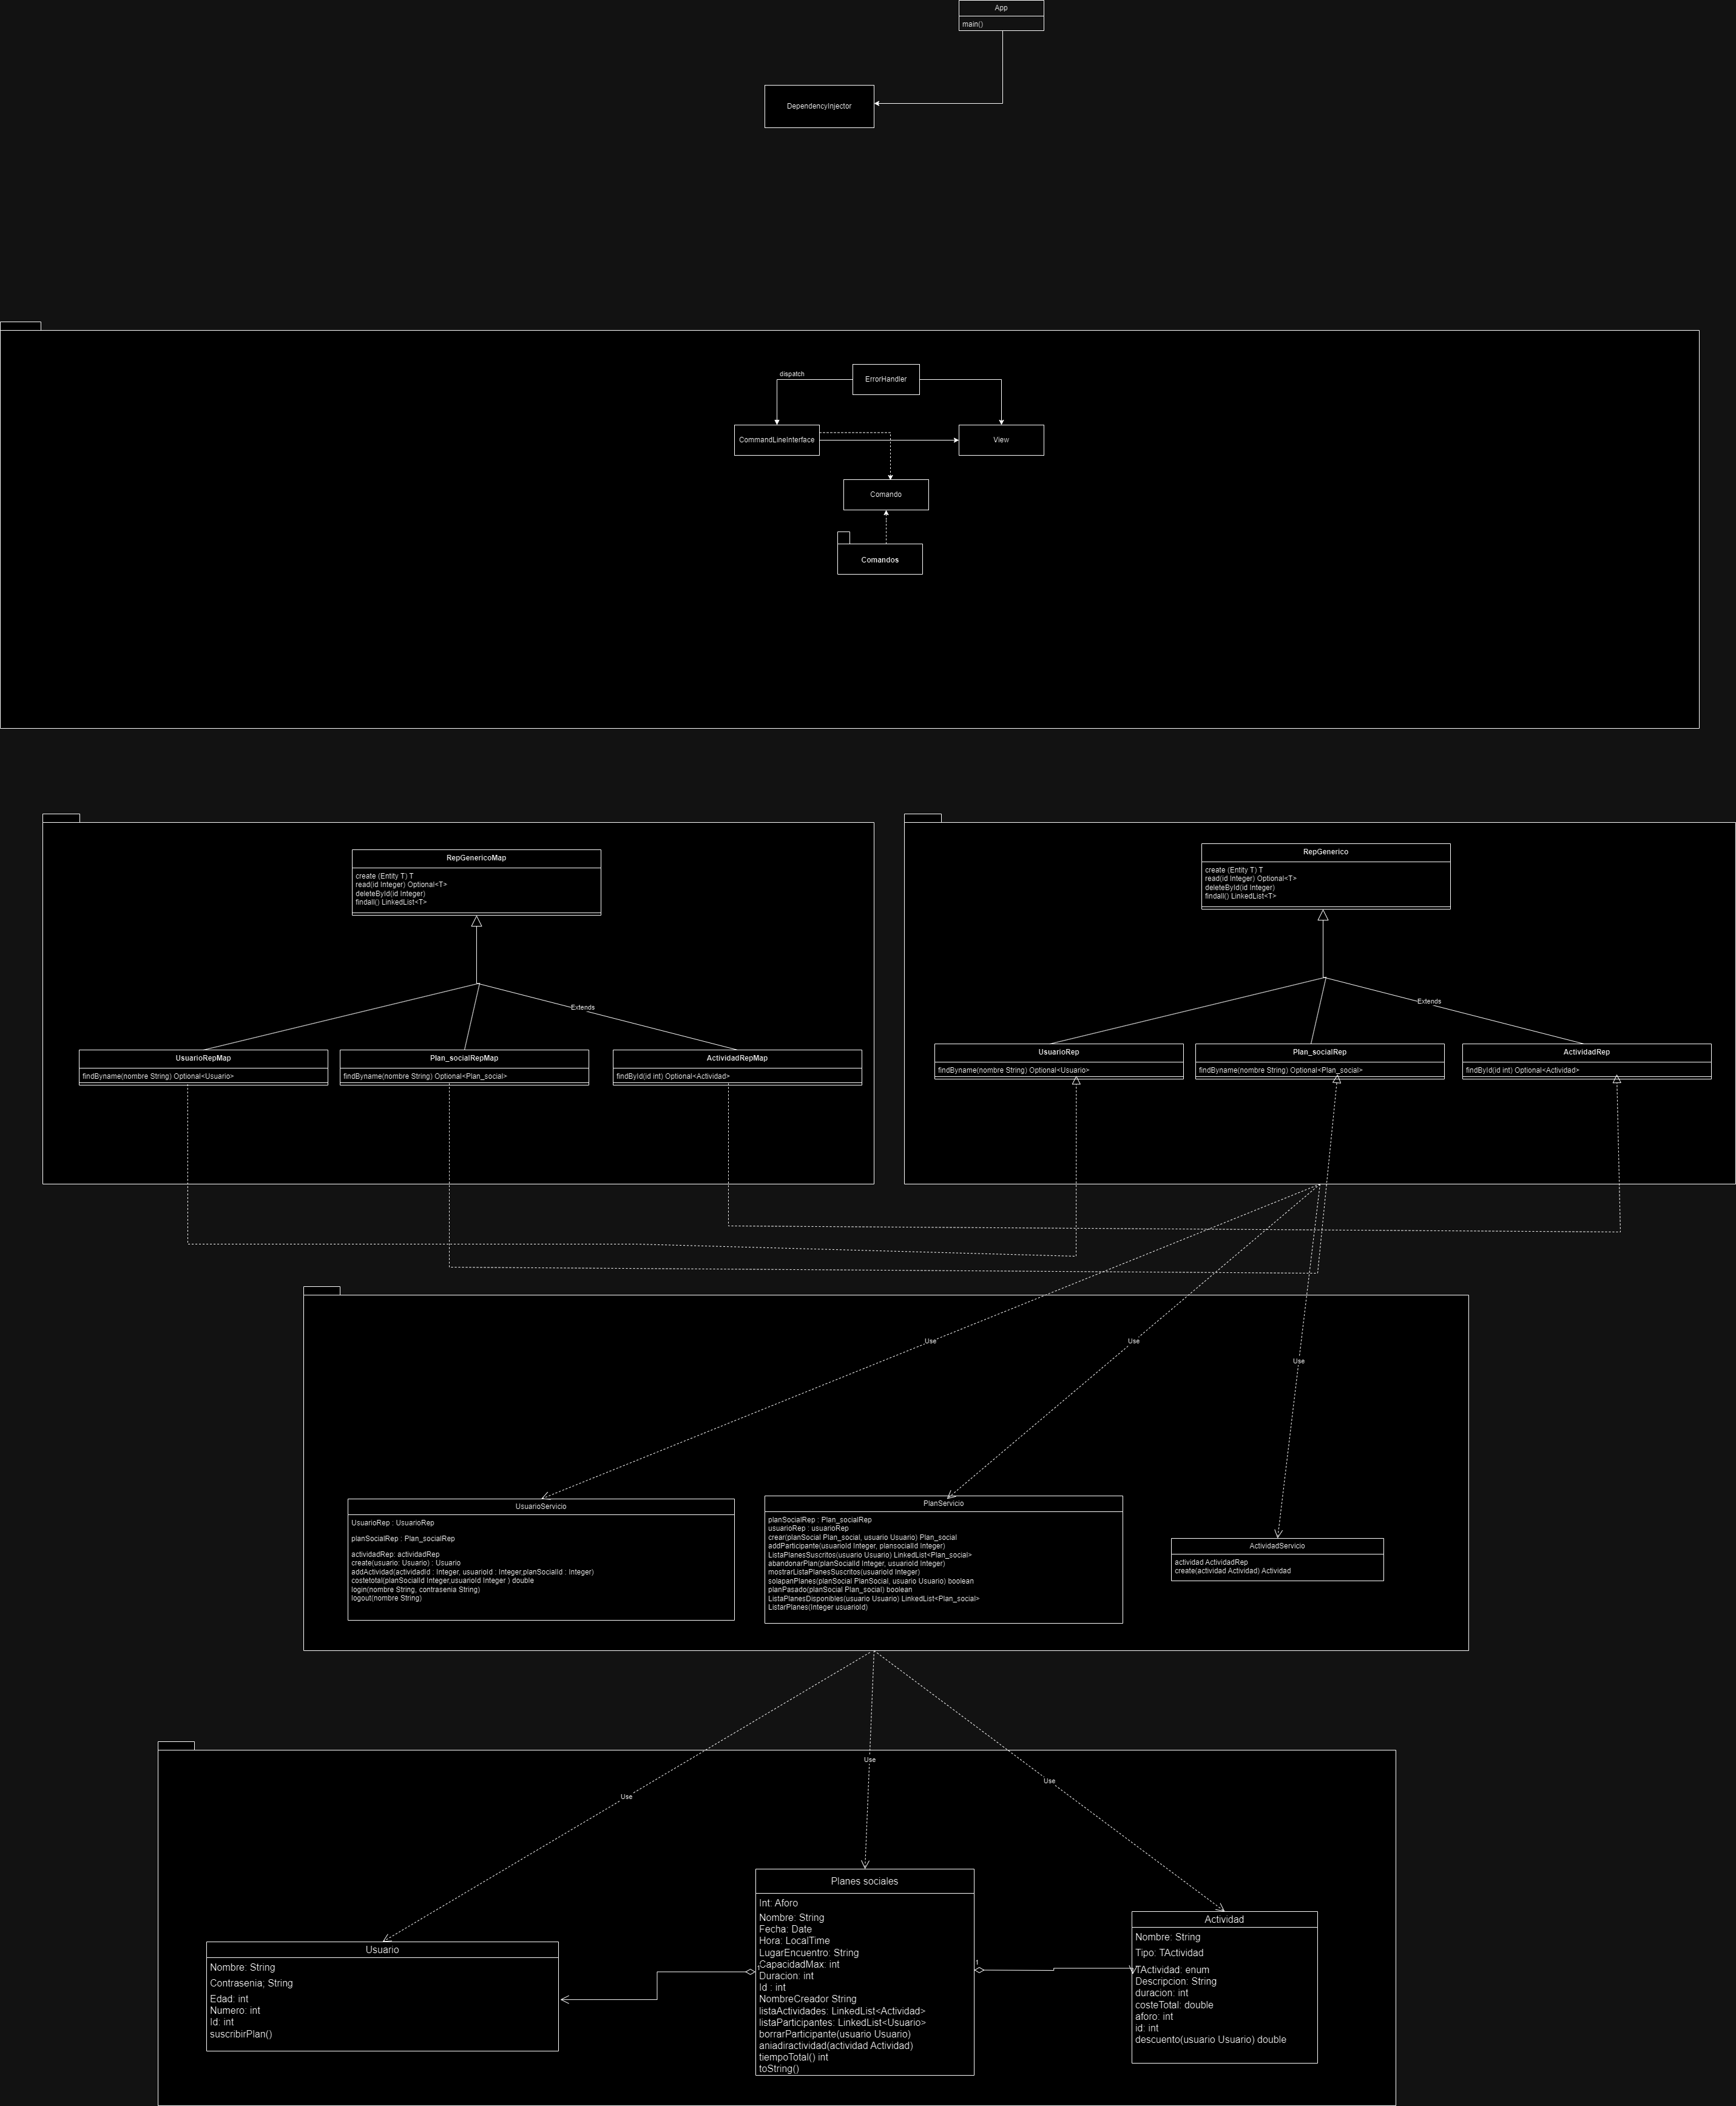 App
main()
DependencyInjector
ErrorHandler
dispatch
CommandLineInterface
View
Comando
Comandos
RepGenericoMap
create (Entity T) T
read(id Integer) Optional<T>
deleteById(id Integer)
findall() LinkedList<T>
Extends
UsuarioRepMap
findByname(nombre String) Optional<Usuario>
Plan_socialRepMap
findByname(nombre String) Optional<Plan_social>
ActividadRepMap
findById(id int) Optional<Actividad>
RepGenerico
create (Entity T) T
read(id Integer) Optional<T>
deleteById(id Integer)
findall() LinkedList<T>
Extends
UsuarioRep
findByname(nombre String) Optional<Usuario>
Plan_socialRep
findByname(nombre String) Optional<Plan_social>
ActividadRep
findById(id int) Optional<Actividad>
Use
Use
Use
UsuarioServicio
UsuarioRep : UsuarioRep
planSocialRep : Plan_socialRep
actividadRep: actividadRep
create(usuario: Usuario) : Usuario
addActividad(actividadId : Integer, usuarioId : Integer,planSocialId : Integer)
costetotal(planSocialId Integer,usuarioId Integer ) double
login(nombre String, contrasenia String)
logout(nombre String)
PlanServicio
planSocialRep : Plan_socialRep
usuarioRep : usuarioRep
crear(planSocial Plan_social, usuario Usuario) Plan_social
addParticipante(usuarioId Integer, plansocialId Integer)
ListaPlanesSuscritos(usuario Usuario) LinkedList<Plan_social>
abandonarPlan(planSocialId Integer, usuarioId Integer)
mostrarListaPlanesSuscritos(usuarioId Integer)
solapanPlanes(planSocial PlanSocial, usuario Usuario) boolean
planPasado(planSocial Plan_social) boolean
ListaPlanesDisponibles(usuario Usuario) LinkedList<Plan_social>
ListarPlanes(Integer usuarioId)
ActividadServicio
actividad ActividadRep
create(actividad Actividad) Actividad
Use
Use
Use
Usuario
Nombre: String
Contrasenia; String
Edad: int
Numero: int
Id: int
suscribirPlan()
Planes sociales
Int: Aforo
Nombre: String
Fecha: Date
Hora: LocalTime
LugarEncuentro: String
CapacidadMax: int
Duracion: int
Id : int
NombreCreador String
listaActividades: LinkedList<Actividad>
listaParticipantes: LinkedList<Usuario>
borrarParticipante(usuario Usuario)
aniadiractividad(actividad Actividad)
tiempoTotal() int
toString()
1
1
Actividad
Nombre: String
Tipo: TActividad
TActividad: enum
Descripcion: String
duracion: int
costeTotal: double
aforo: int
id: int
descuento(usuario Usuario) double